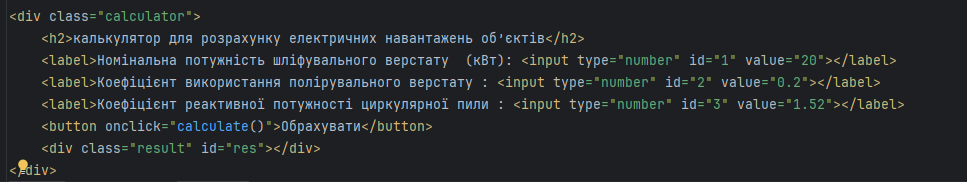 <div class="calculator">
<h2>калькулятор для розрахунку електричних навантажень об'єктів</h2>
<label>Номінальна потужність шліфувального верстату  (кВт): <input type="number" id="1" value="20"></label>
<label>Коефіцієнт використання полірувального верстату : <input type="number" id="2" value="0.2"></label>
<label>Коефіцієнт реактивної потужності циркулярної пили : <input type="number" id="3" value="1.52"></label>
<button onclick="calculate()">Обрахувати</button>
<div class="result" id="res"></div>
</div>